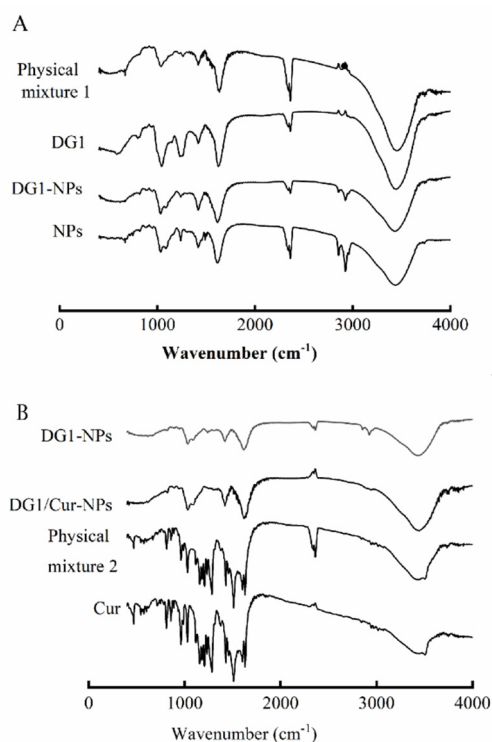 A
Physical
mixture 1
DG1
DG1-NPs
NPs
0 1000 2000 3000 4000
Wavenumber (cm-1)
B
DG1-NPs
DG1/Cur-NPs
Physical
mixture 2
Cur
0 1000 2000 3000 4000
Wavenumber (cm-1)